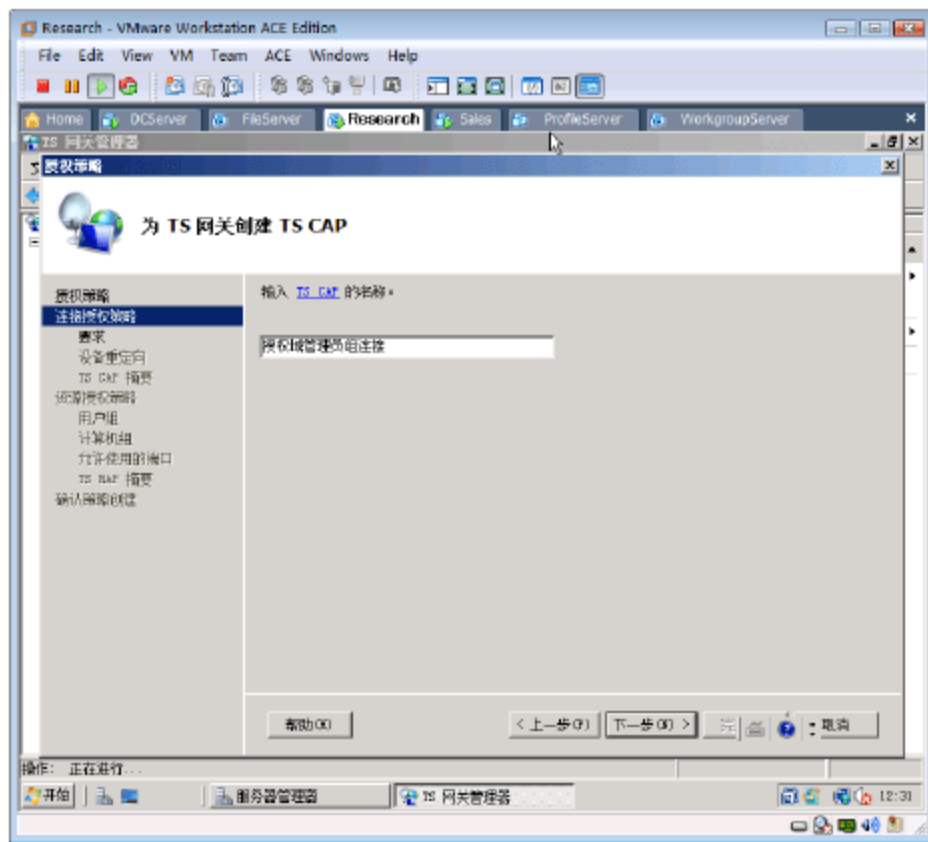 Research - VMware Workstation ACE Edition
File Edit View VM Team ACE Windows Help
Home DCServer FileServer Research Sales ProfileServer WorkgroupServer
TS 网关管理器
授权策略
为 TS 网关创建 TS CAP
授权策略
连接授权策略
要求
设备重定向
TS CAP 摘要
资源授权策略
用户组
计算机组
允许使用的端口
TS RAP 摘要
确认策略创建
输入 TS CAP 的名称。
授权域管理员组连接
帮助(H) < 上一步(P) 下一步(N) > 取消
操作: 正在进行...
开始 服务器管理器 TS 网关管理器 12:31